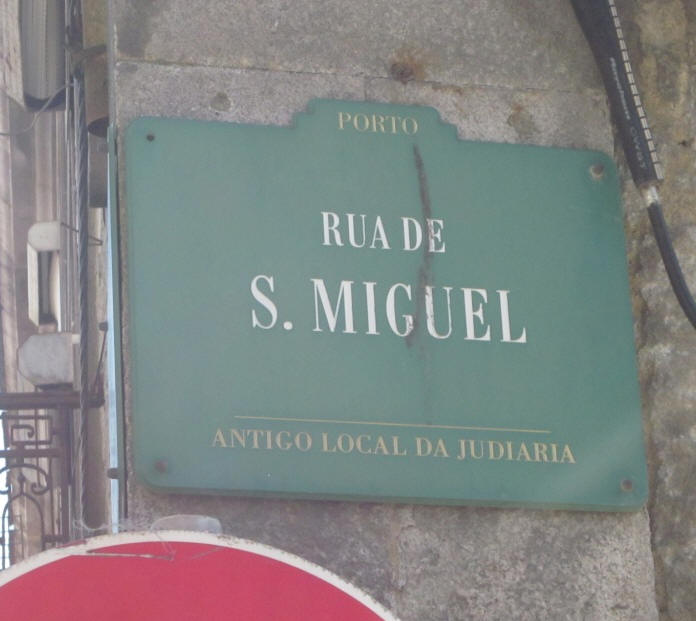 PORTO
RUA DE
S. MIGUEL
ANTIGO LOCAL DA JUDIARIA